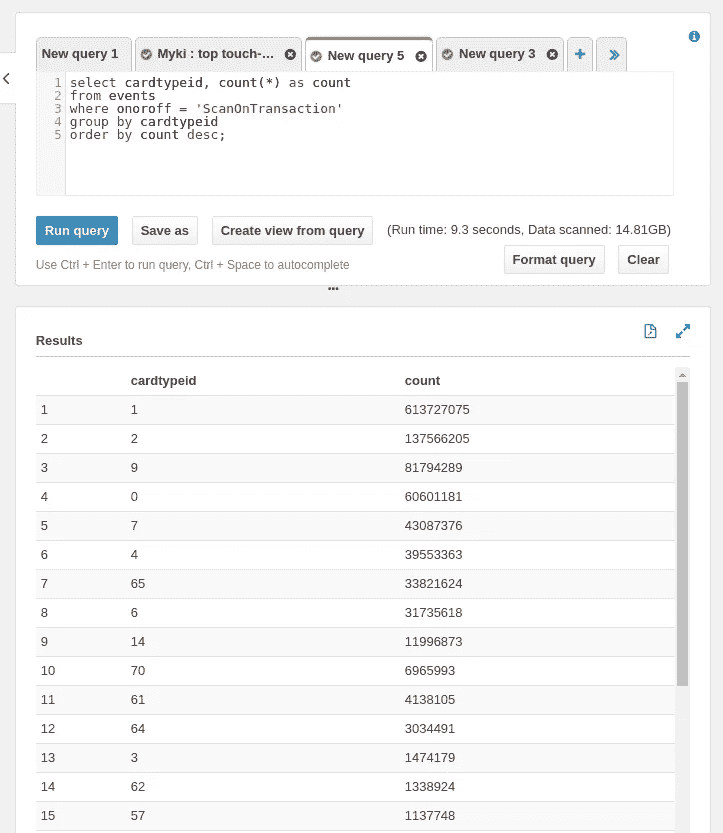 New query 1 Myki : top touch-... New query 5 New query 3
1 select cardtypeid, count(*) as count
2 from events
3 where onoroff = 'ScanOnTransaction'
4 group by cardtypeid
5 order by count desc;
Run query Save as Create view from query (Run time: 9.3 seconds, Data scanned: 14.81GB)
Use Ctrl + Enter to run query, Ctrl + Space to autocomplete Format query Clear
Results
cardtypeid count
1 1 613727075
2 2 137566205
3 9 81794289
4 0 60601181
5 7 43087376
6 4 39553363
7 65 33821624
8 6 31735618
9 14 11996873
10 70 6965993
11 61 4138105
12 64 3034491
13 3 1474179
14 62 1338924
15 57 1137748